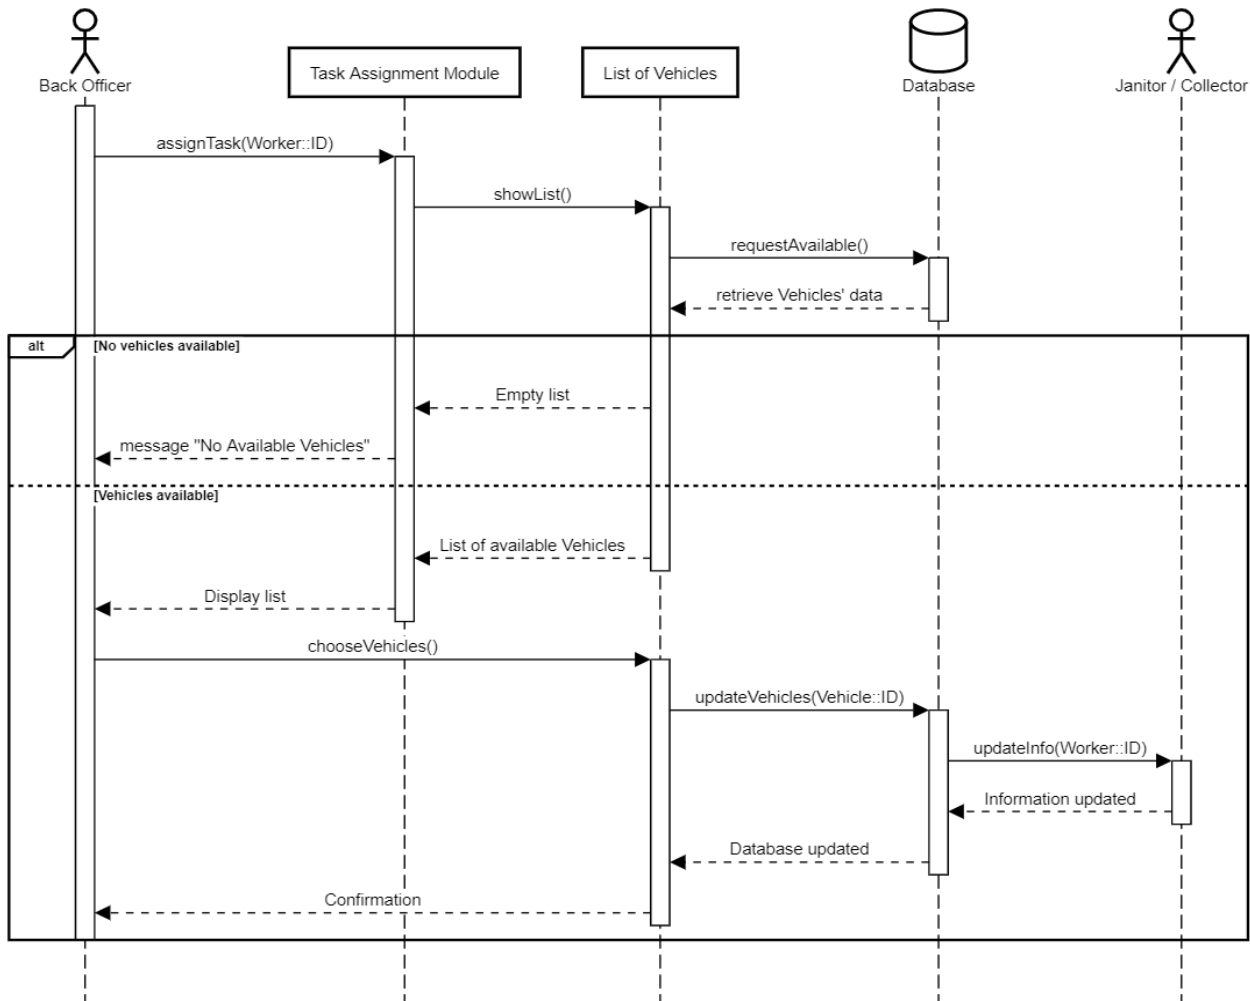 Back Officer
Task Assignment Module
List of Vehicles
Database
Janitor / Collector
assignTask(Worker::ID)
showList()
requestAvailable()
retrieve Vehicles' data
alt
[No vehicles available]
Empty list
message "No Available Vehicles"
[Vehicles available]
List of available Vehicles
Display list
chooseVehicles()
updateVehicles(Vehicle::ID)
updateInfo(Worker::ID)
Information updated
Database updated
Confirmation